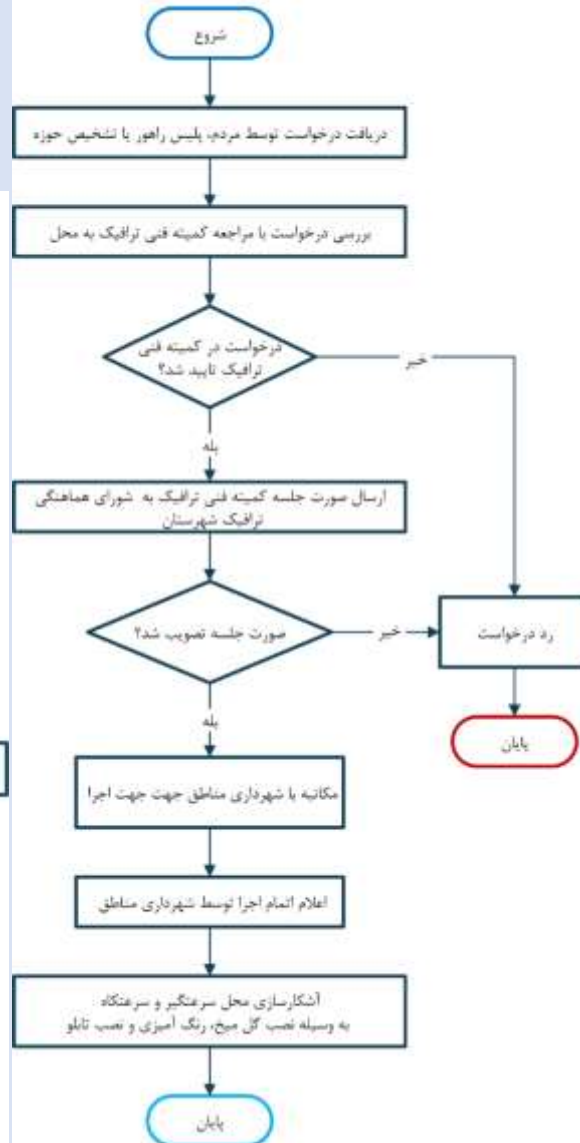 شروع
دریافت درخواست توسط مردم، پلیس راهور یا تشخیص حوزه
بررسی درخواست با مراجعه کمیته فنی ترافیک به محل
درخواست در کمیته فنی
ترافیک تایید شد؟
خیر
بله
ارسال صورت جلسه کمیته فنی ترافیک به شورای هماهنگی
ترافیک شهرستان
صورت جلسه تصویب شد؟
خیر
رد درخواست
بله
پایان
مکاتبه با شهرداری مناطق جهت جهت اجرا
اعلام اتمام اجرا توسط شهرداری مناطق
آشکارسازی محل سرعتگیر و سرعتکاه
به وسیله نصب گل میخ، رنگ آمیزی و نصب تابلو
پایان